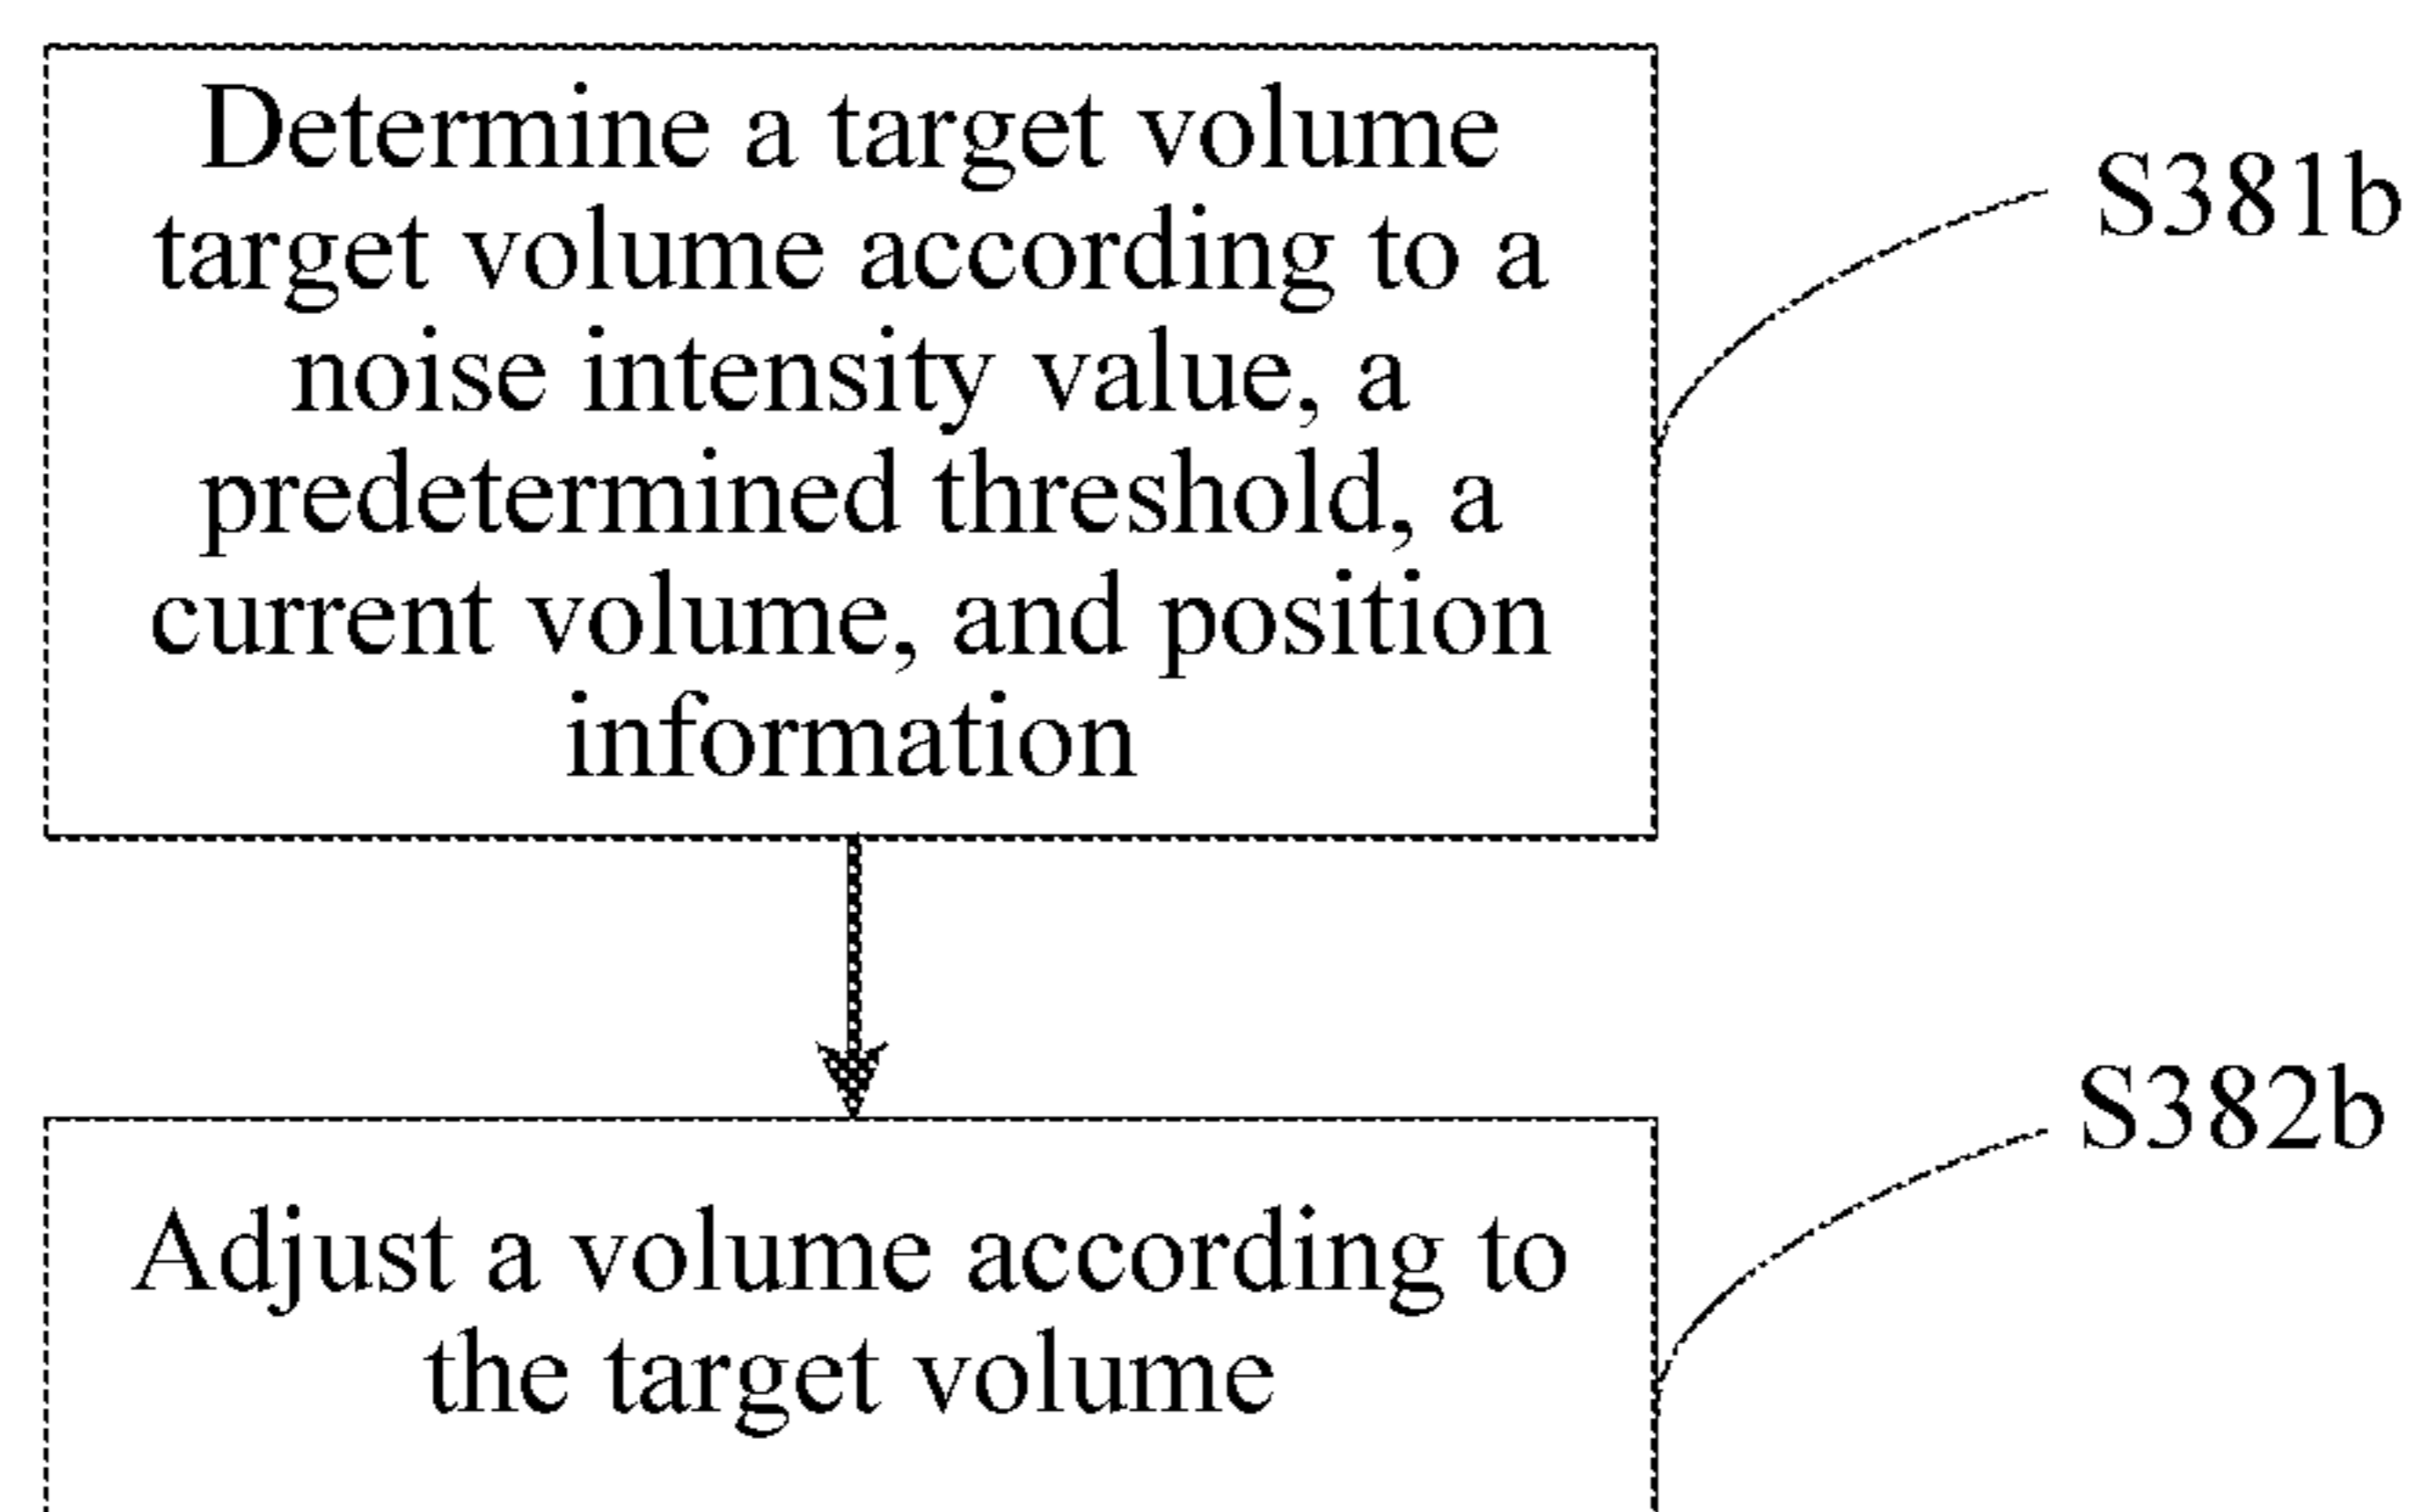 Determine a target volume
target volume according to a
noise intensity value, a
predetermined threshold, a
current volume, and position
information
S381b
Adjust a volume according to
the target volume
S382b